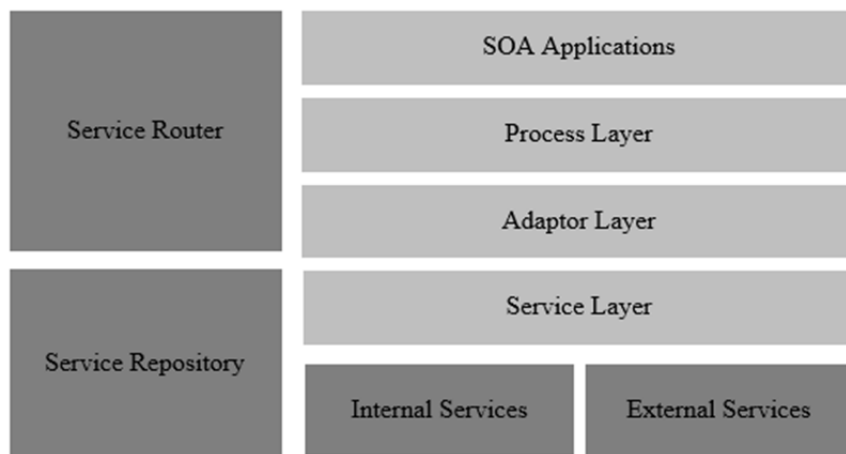 SOA Applications
Service Router
Process Layer
Adaptor Layer
Service Layer
Service Repository
Internal Services
External Services